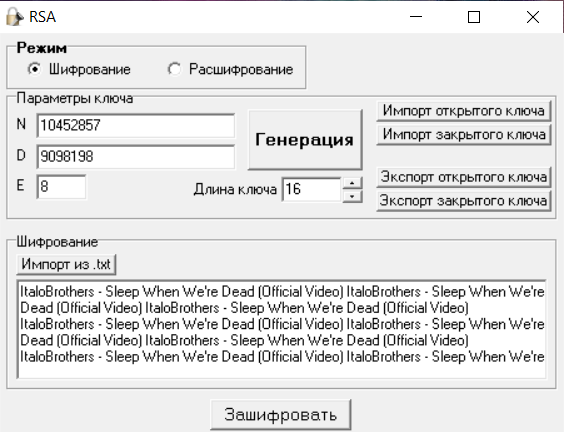 RSA
Режим
Шифрование
Расшифрование
Параметры ключа
N 10452857
D 9098198
E 8
Генерация
Длина ключа 16
Импорт открытого ключа
Импорт закрытого ключа
Экспорт открытого ключа
Экспорт закрытого ключа
Шифрование
Импорт из .txt
ItaloBrothers - Sleep When We're Dead (Official Video) ItaloBrothers - Sleep When We're
Dead (Official Video) ItaloBrothers - Sleep When We're Dead (Official Video)
ItaloBrothers - Sleep When We're Dead (Official Video) ItaloBrothers - Sleep When We're
Dead (Official Video) ItaloBrothers - Sleep When We're Dead (Official Video)
ItaloBrothers - Sleep When We're Dead (Official Video) ItaloBrothers - Sleep When We're
Зашифровать